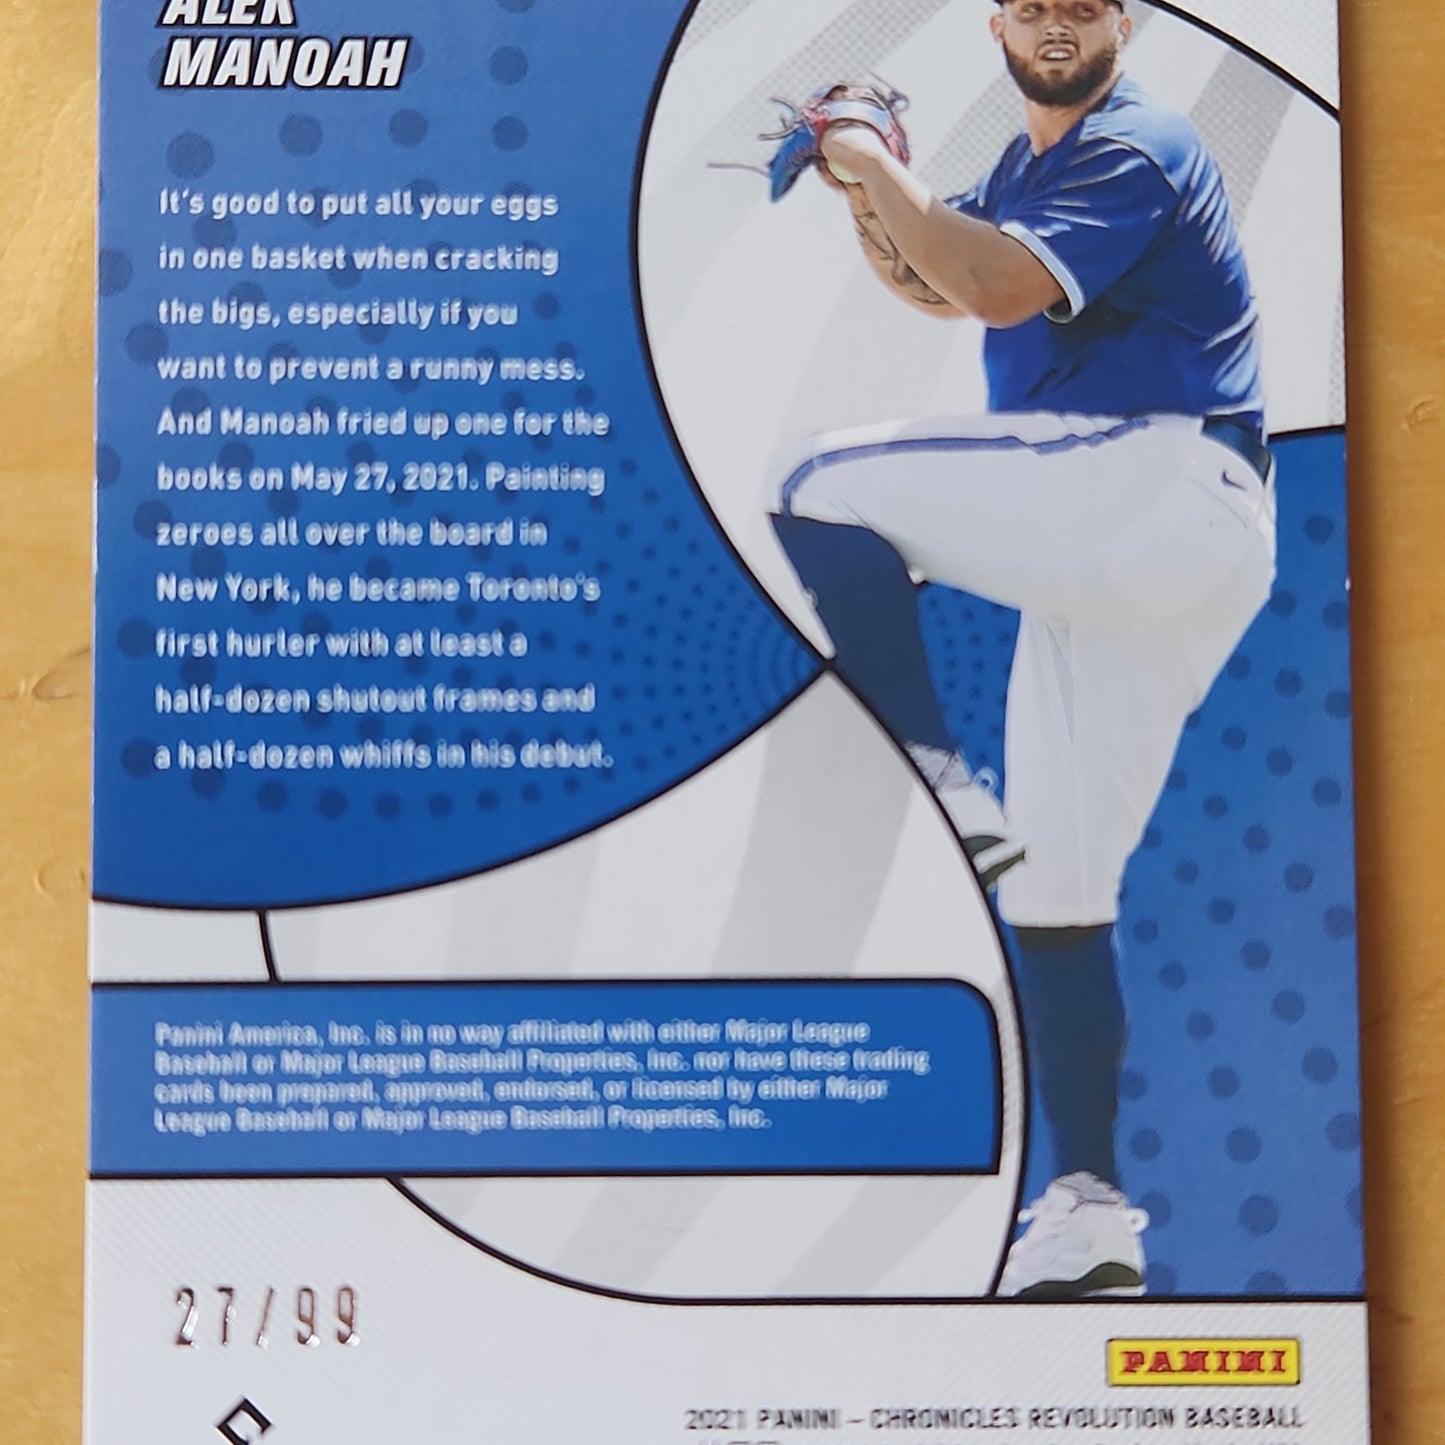 ALEK
MANOAH
It's good to put all your eggs
in one basket when cracking
the bigs, especially if you
want to prevent a runny mess.
And Manoah fried up one for the
books on May 27, 2021. Painting
zeroes all over the board in
New York, he became Toronto's
first hurler with at least a
half-dozen shutout frames and
a half-dozen whiffs in his debut.
Panini America, Inc. is in no way affiliated with either Major League
Baseball or Major League Baseball Properties, Inc. nor have these trading
cards been prepared, approved, endorsed, or licensed by either Major
League Baseball or Major League Baseball Properties, Inc.
27/99
PANINI
2021 PANINI – CHRONICLES REVOLUTION BASEBALL